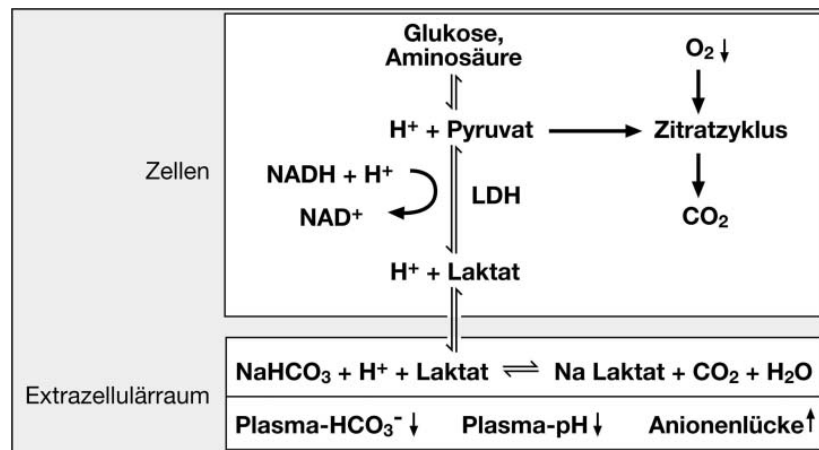 Glukose,
Aminosäure
O₂ ↓
H⁺ + Pyruvat
Zitratzyklus
Zellen
NADH + H⁺
LDH
NAD⁺
CO₂
H⁺ + Laktat
Extrazellulärraum
NaHCO₃ + H⁺ + Laktat ⇌ Na Laktat + CO₂ + H₂O
Plasma-HCO₃⁻ ↓ Plasma-pH ↓ Anionenlücke ↑